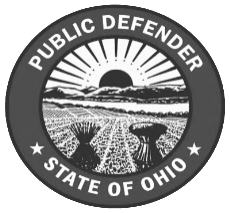 PUBLIC DEFENDER
STATE OF OHIO